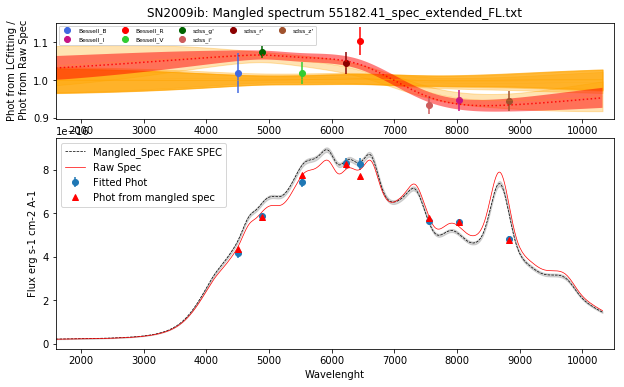 SN2009ib: Mangled spectrum 55182.41_spec_extended_FL.txt
Phot from LCfitting /
Phot from Raw Spec
1.1
1.0
0.9
Bessell_B
Bessell_R
sdss_g'
sdss_r'
sdss_z'
Bessell_I
Bessell_V
sdss_i'
2000 3000 4000 5000 6000 7000 8000 9000 10000
1e−16
Flux erg s-1 cm-2 A-1
8
6
4
2
0
Mangled_Spec FAKE SPEC
Raw Spec
Fitted Phot
Phot from mangled spec
2000 3000 4000 5000 6000 7000 8000 9000 10000
Wavelenght